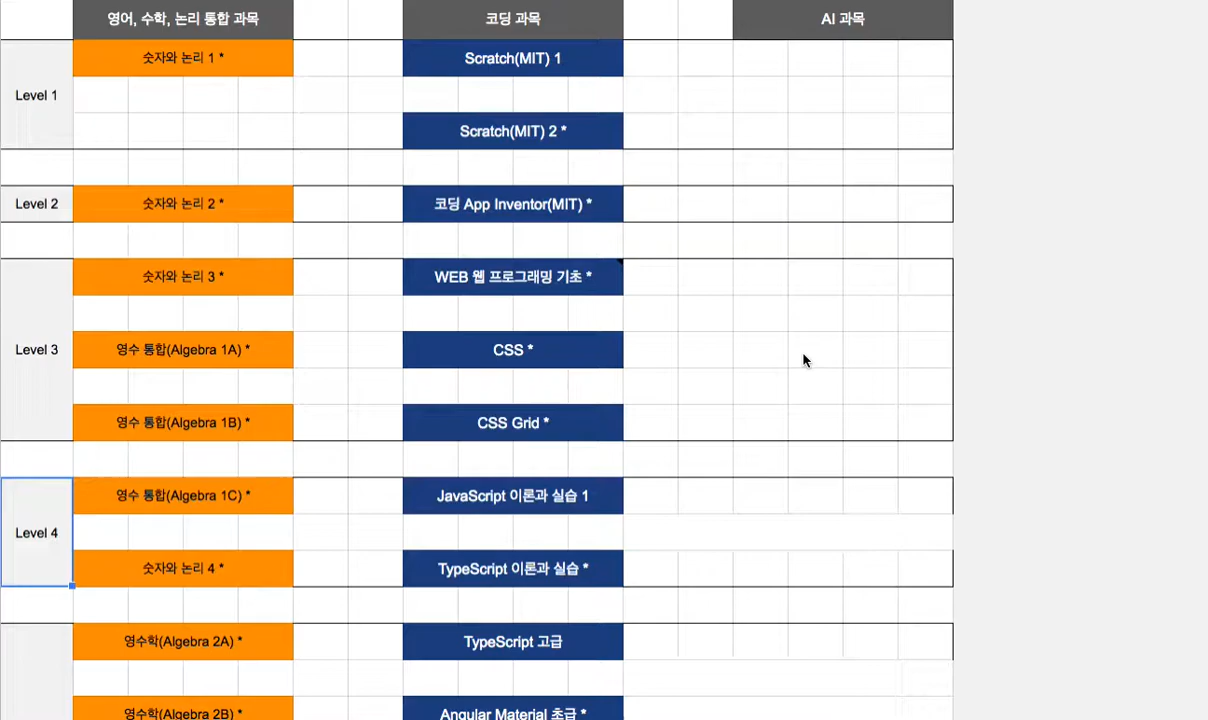 영어, 수학, 논리 통합 과목 코딩 과목 AI 과목
숫자와 논리 1 * Scratch(MIT) 1
Level 1
Scratch(MIT) 2 *
Level 2 숫자와 논리 2 * 코딩 App Inventor(MIT) *
숫자와 논리 3 * WEB 웹 프로그래밍 기초 *
Level 3 영수 통합(Algebra 1A) * CSS *
영수 통합(Algebra 1B) * CSS Grid *
영수 통합(Algebra 1C) * JavaScript 이론과 실습 1
Level 4
숫자와 논리 4 * TypeScript 이론과 실습 *
영수학(Algebra 2A) * TypeScript 고급
영수학(Algebra 2B) * Angular Material 초급 *